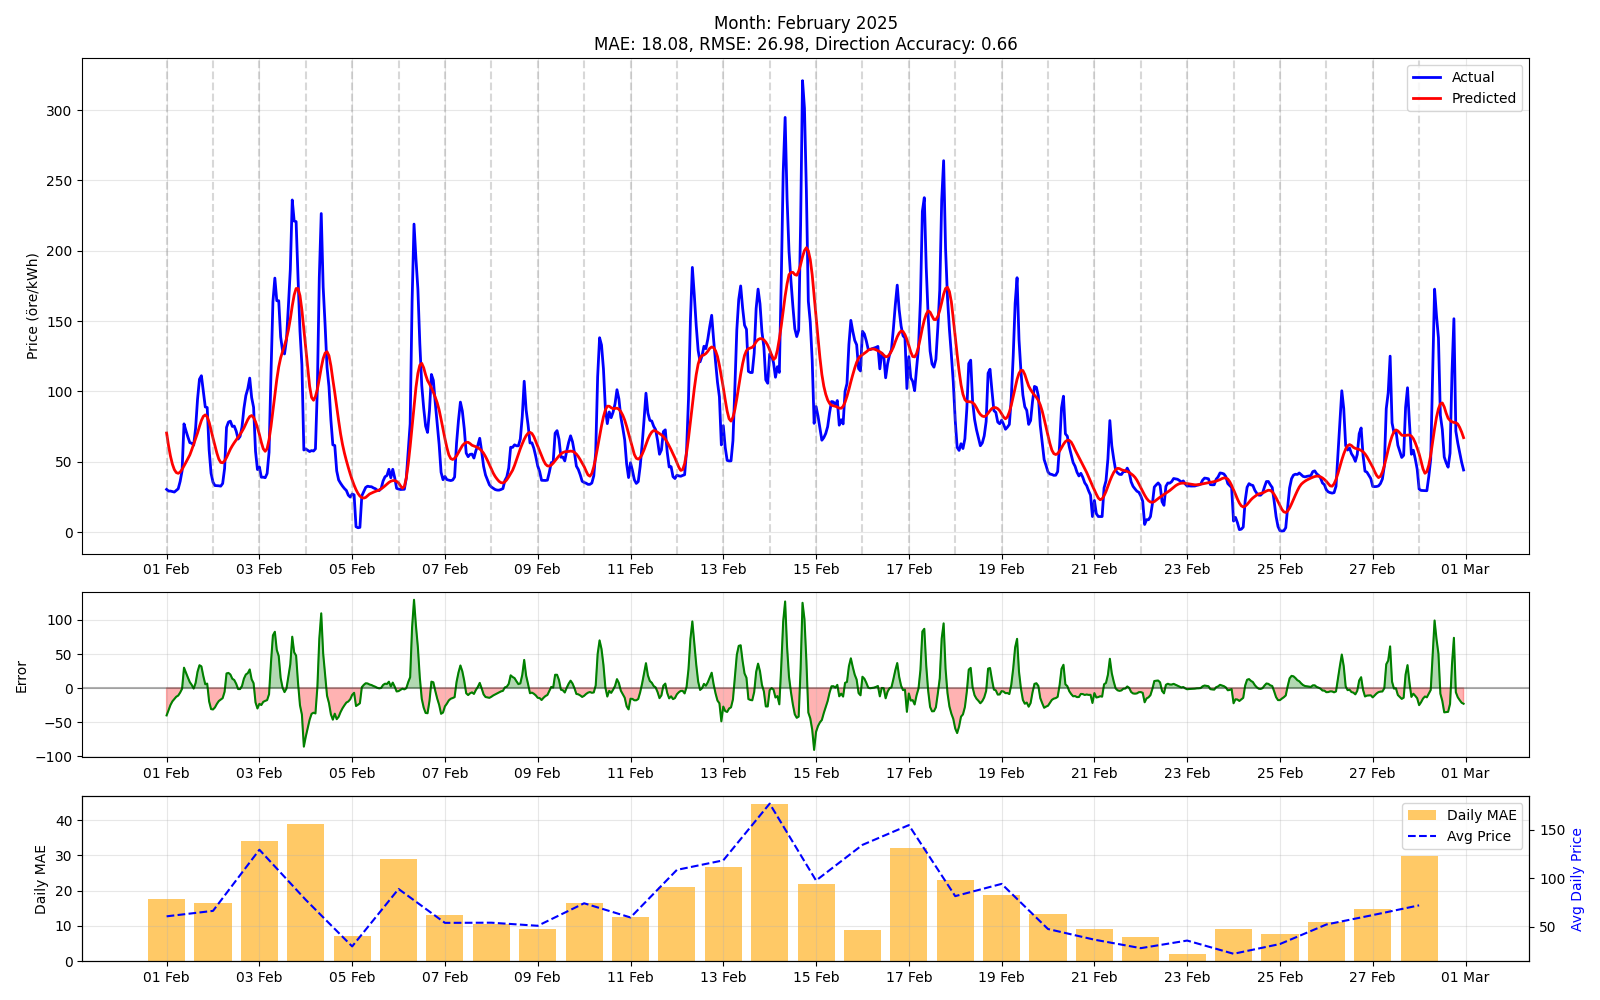 Month: February 2025
MAE: 18.08, RMSE: 26.98, Direction Accuracy: 0.66
Price (öre/kWh)
300
250
200
150
100
50
0
Actual
Predicted
01 Feb 03 Feb 05 Feb 07 Feb 09 Feb 11 Feb 13 Feb 15 Feb 17 Feb 19 Feb 21 Feb 23 Feb 25 Feb 27 Feb 01 Mar
Error
100
50
0
−50
−100
01 Feb 03 Feb 05 Feb 07 Feb 09 Feb 11 Feb 13 Feb 15 Feb 17 Feb 19 Feb 21 Feb 23 Feb 25 Feb 27 Feb 01 Mar
Daily MAE
40
30
20
10
0
Daily MAE
Avg Price
150
100
50
Avg Daily Price
01 Feb 03 Feb 05 Feb 07 Feb 09 Feb 11 Feb 13 Feb 15 Feb 17 Feb 19 Feb 21 Feb 23 Feb 25 Feb 27 Feb 01 Mar